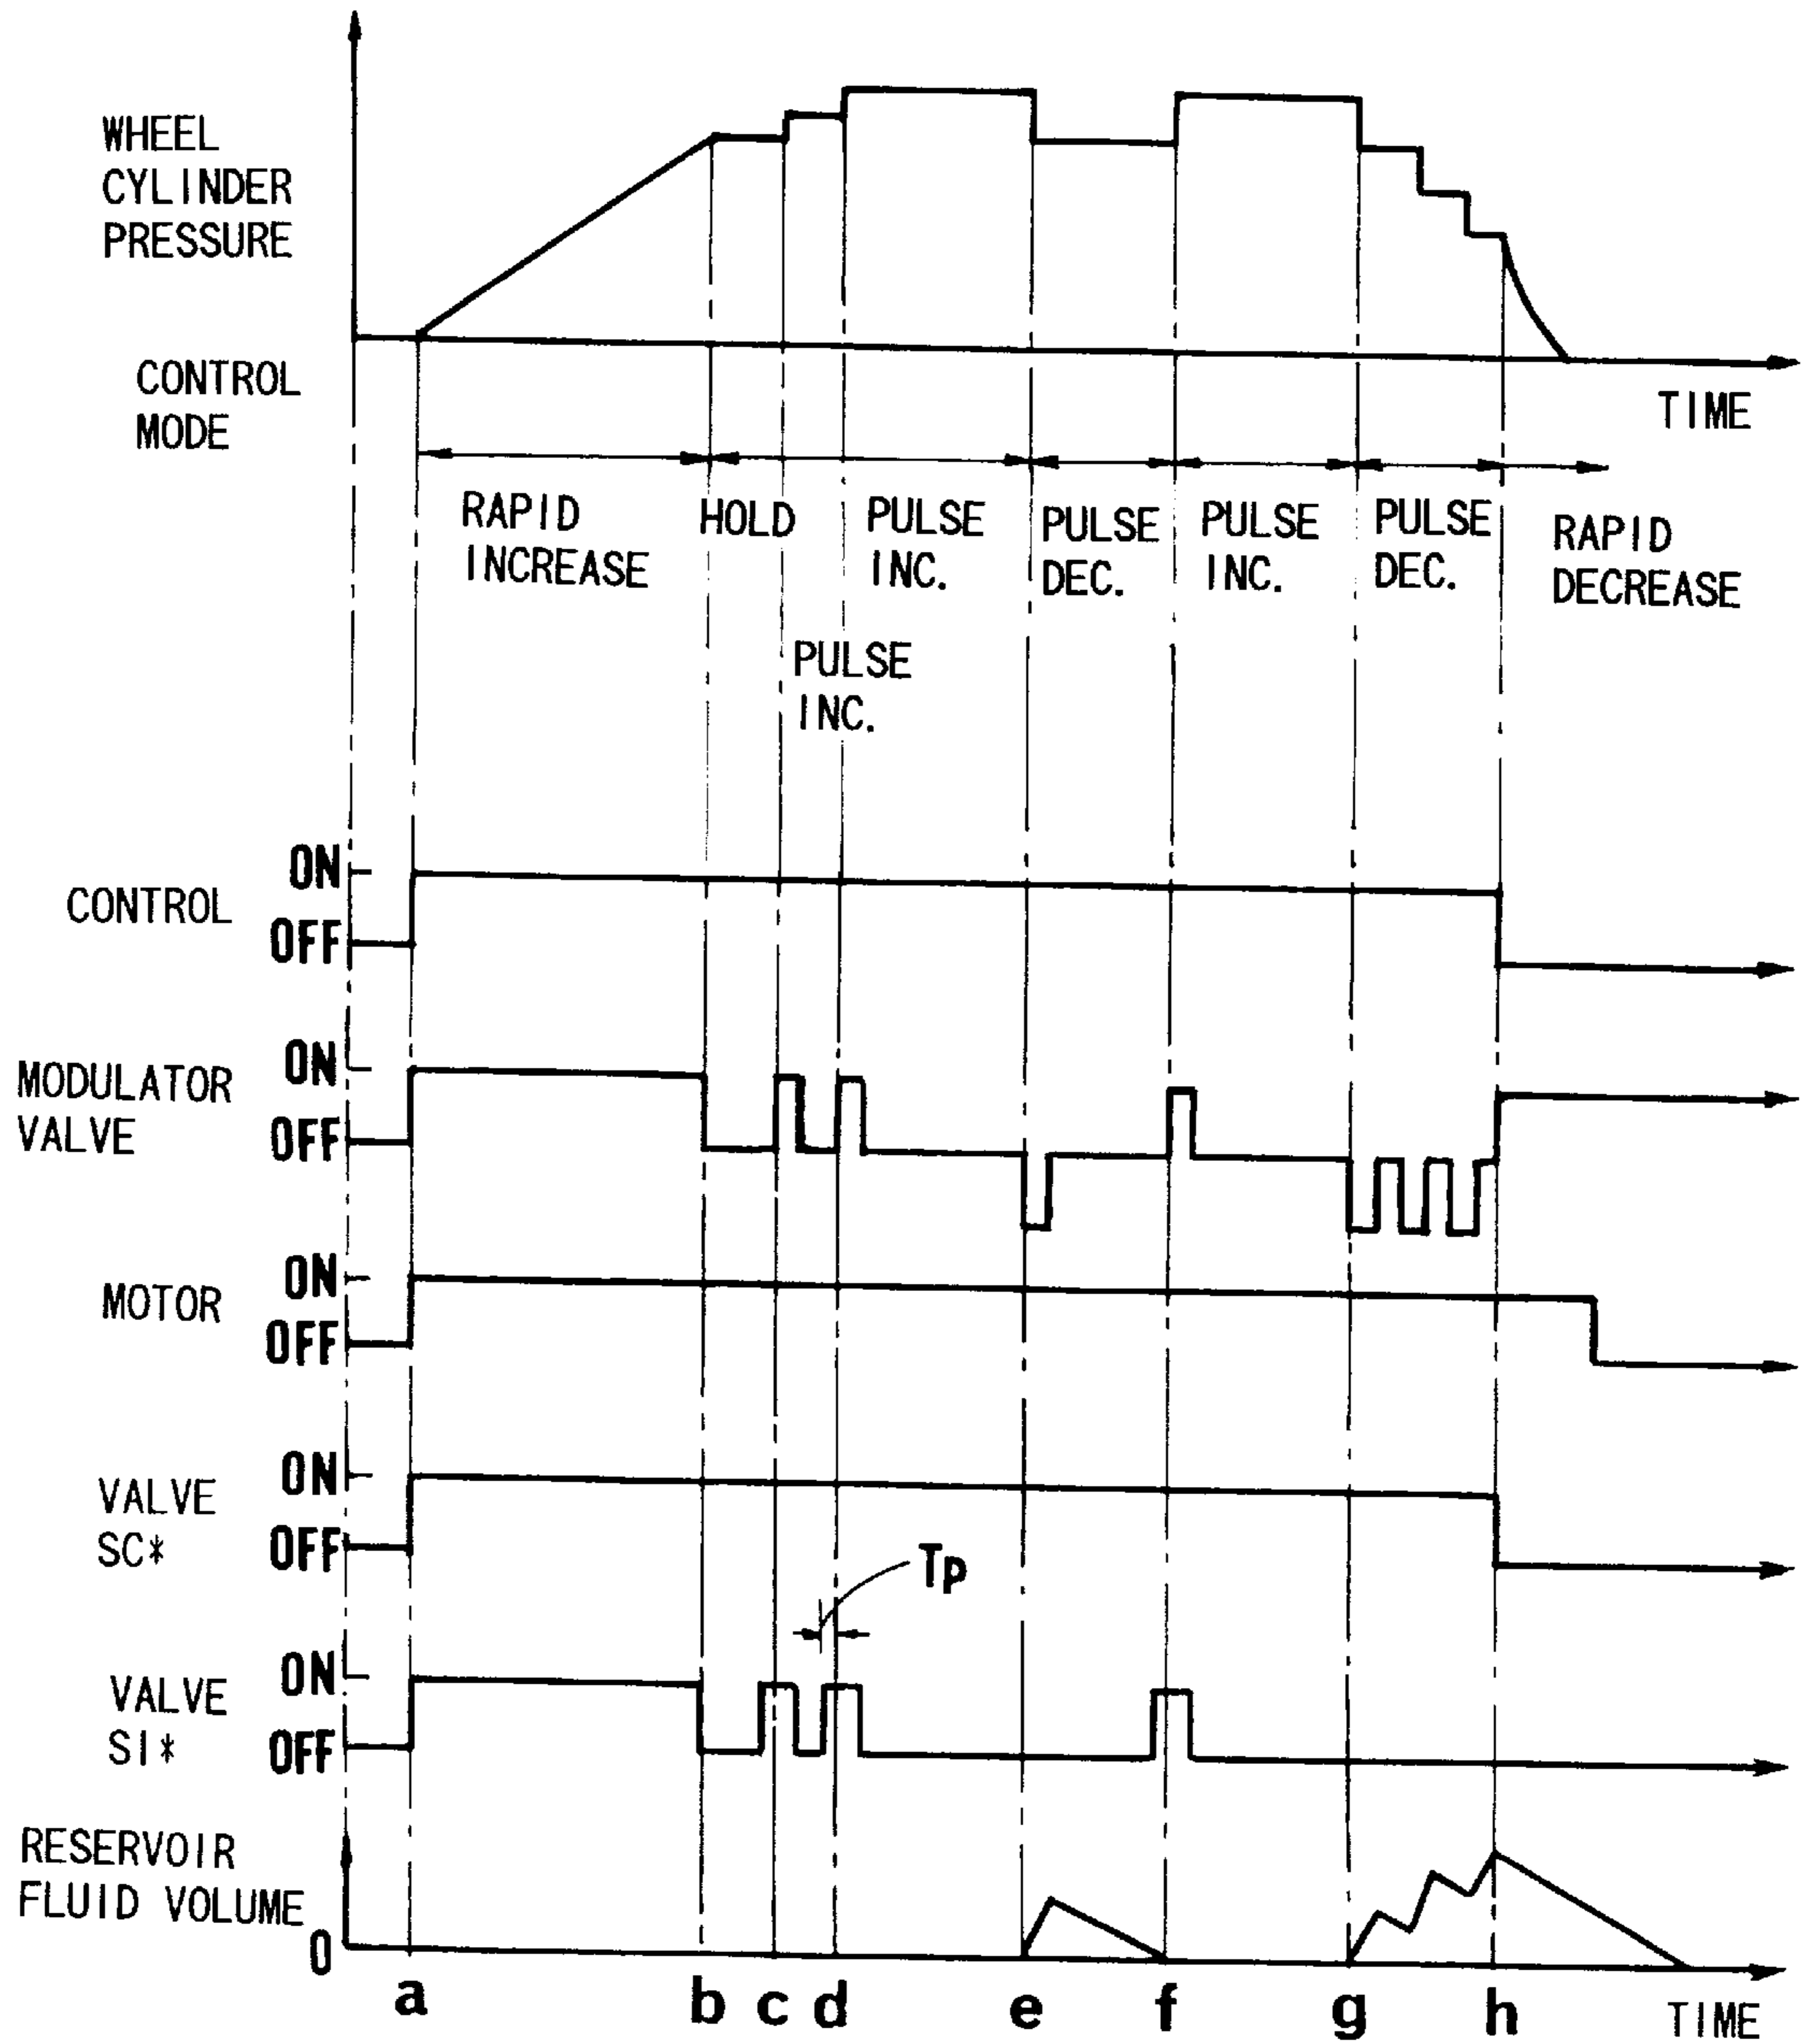 WHEEL
CYLINDER
PRESSURE
CONTROL
MODE
TIME
RAPID
INCREASE
HOLD
PULSE
INC.
PULSE
INC.
PULSE
DEC.
PULSE
INC.
PULSE
DEC.
RAPID
DECREASE
CONTROL
ON
OFF
MODULATOR
VALVE
ON
OFF
MOTOR
ON
OFF
VALVE
SC*
ON
OFF
Tp
VALVE
SI*
ON
OFF
RESERVOIR
FLUID VOLUME
0
a b c d e f g h
TIME